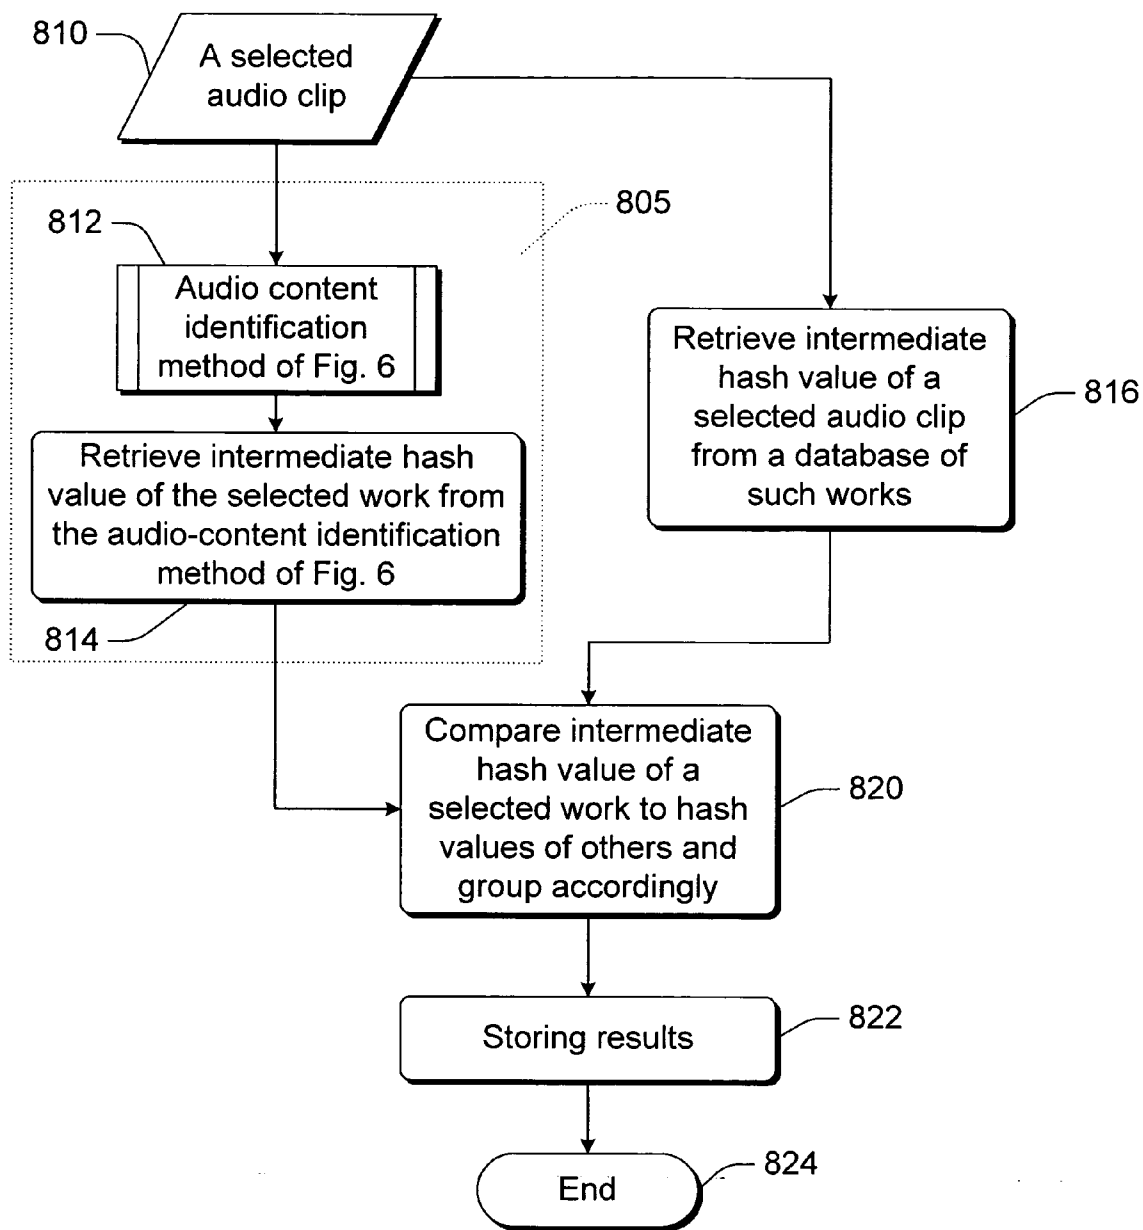 810
A selected
audio clip
805
812
Audio content
identification
method of Fig. 6
Retrieve intermediate hash
value of the selected work from
the audio-content identification
method of Fig. 6
814
Retrieve intermediate
hash value of a
selected audio clip
from a database of
such works
816
Compare intermediate
hash value of a
selected work to hash
values of others and
group accordingly
820
Storing results
822
End
824